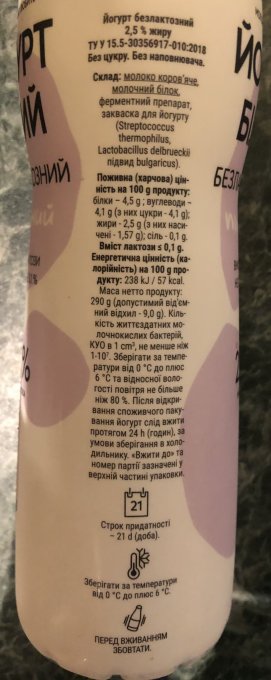 Йогурт безлактозний
2,5 % жиру
ТУ У 15.5-30356917-010:2018
Без цукру. Без наповнювача.
Склад: молоко коров'яче,
молочний білок,
ферментний препарат,
закваска для йогурту
(Streptococcus
thermophilus,
Lactobacillus delbrueckii
підвид bulgaricus).
Поживна (харчова) цін-
ність на 100 g продукту:
білки – 4,5 g; вуглеводи –
4,1 g (з них цукри - 4,1 g);
жири - 2,5 g (з них наси-
чені - 1,57 g); сіль - 0,1 g.
Вміст лактози ≤ 0,1 g.
Енергетична цінність (ка-
лорійність) на 100 g про-
дукту: 238 kJ / 57 kcal.
Маса нетто продукту:
290 g (допустимий від'єм-
ний відхил - 9,0 g). Кіль-
кість життєздатних мо-
лочнокислих бактерій,
КУО в 1 cm³, не менше ніж
1·10⁷. Зберігати за темпе-
ратури від 0 °C до плюс
6 °C та відносної воло-
гості повітря не більше
ніж 80 %. Після відкри-
вання споживчого паку-
вання йогурт слід вжити
протягом 24 h (годин), за
умови зберігання в холо-
дильнику. «Вжити до» та
номер партії зазначені у
верхній частині упаковки.
21
Строк придатності
– 21 d (доба).
Зберігати за температури
від 0 °C до плюс 6 °C.
ПЕРЕД ВЖИВАННЯМ
ЗБОВТАТИ.